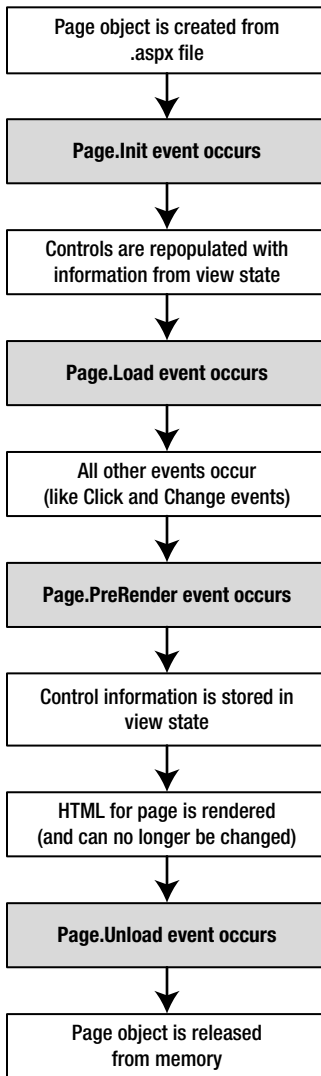 Page object is created from
.aspx file
Page.Init event occurs
Controls are repopulated with
information from view state
Page.Load event occurs
All other events occur
(like Click and Change events)
Page.PreRender event occurs
Control information is stored in
view state
HTML for page is rendered
(and can no longer be changed)
Page.Unload event occurs
Page object is released
from memory